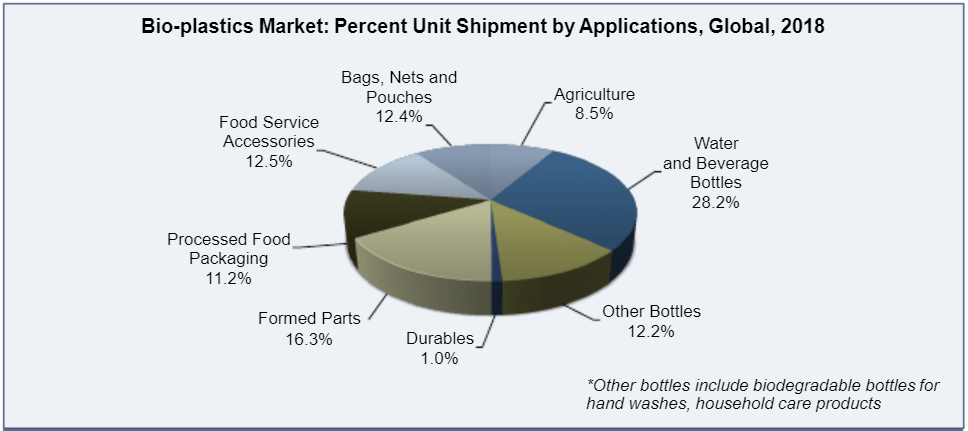 Bio-plastics Market: Percent Unit Shipment by Applications, Global, 2018
Bags, Nets and
Pouches
12.4%
Agriculture
8.5%
Food Service
Accessories
12.5%
Water
and Beverage
Bottles
28.2%
Processed Food
Packaging
11.2%
Formed Parts
16.3%
Durables
1.0%
Other Bottles
12.2%
*Other bottles include biodegradable bottles for
hand washes, household care products